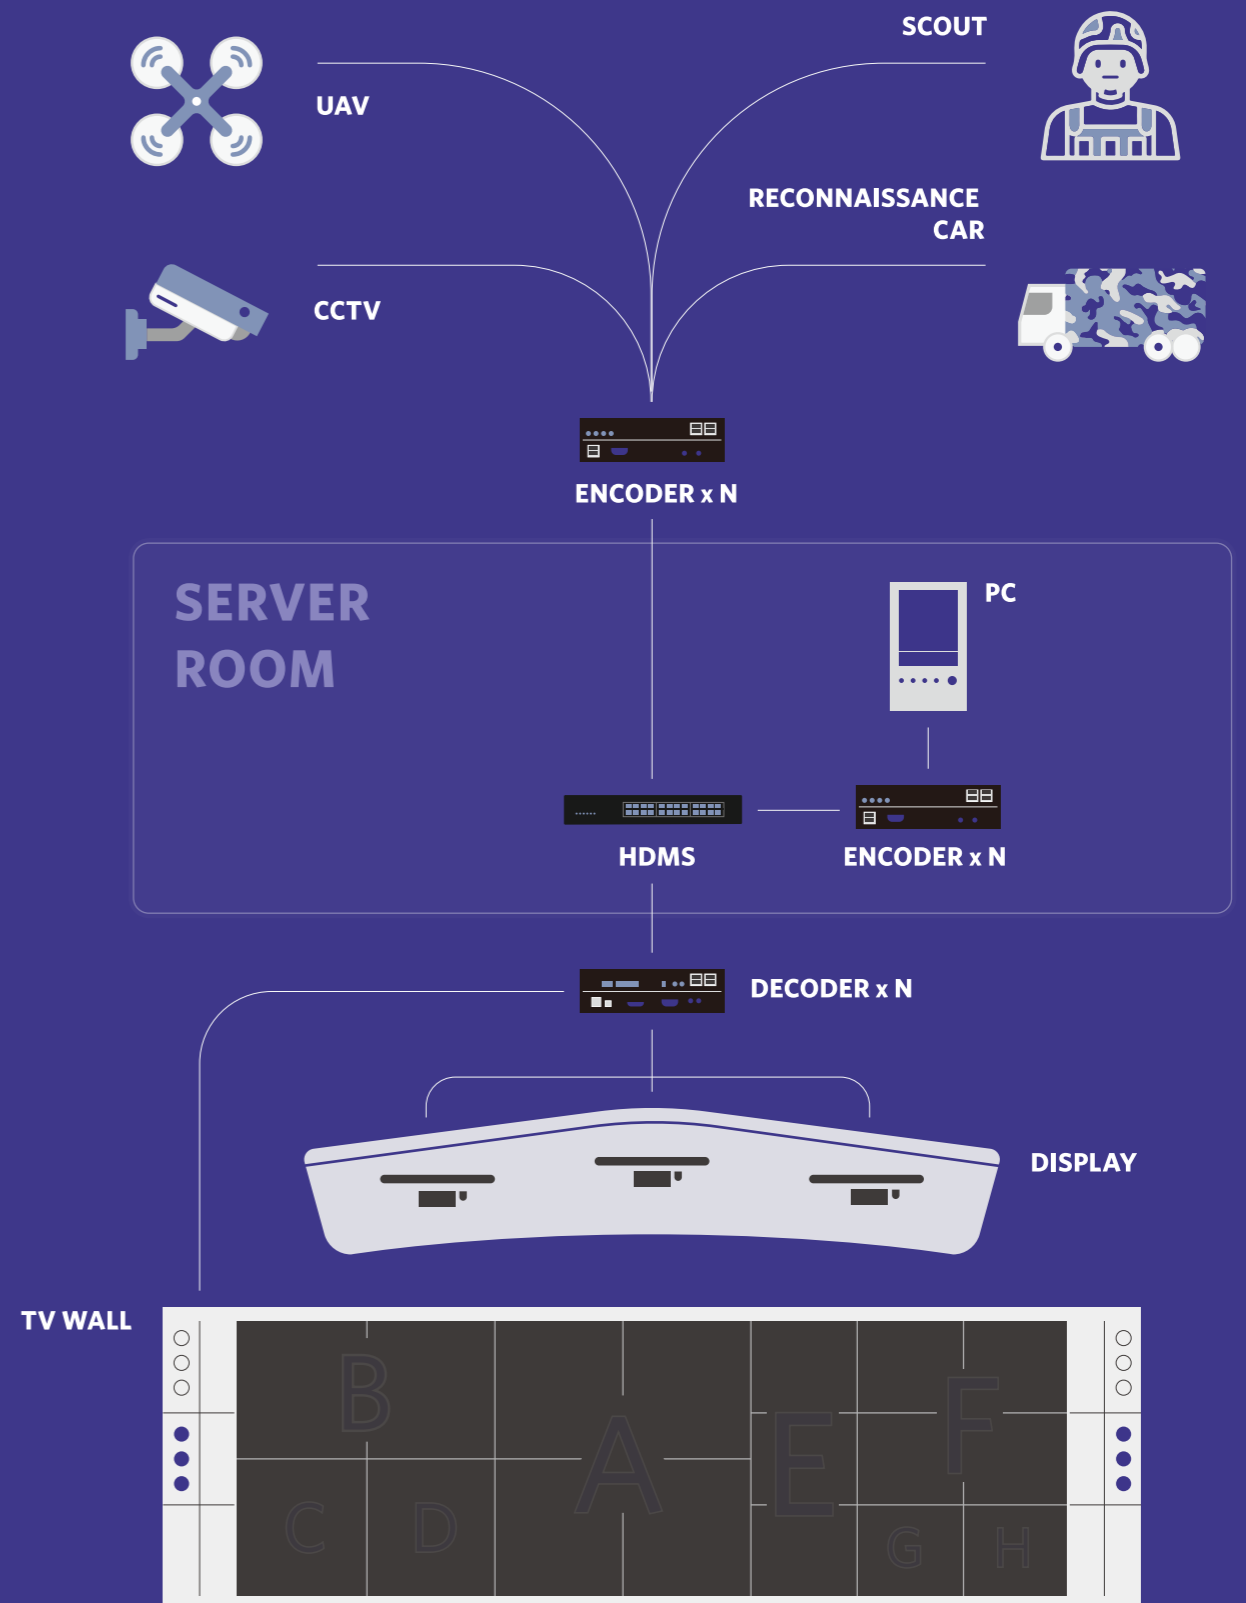 SCOUT
UAV
RECONNAISSANCE
CAR
CCTV
ENCODER x N
SERVER
ROOM
PC
HDMS
ENCODER x N
DECODER x N
DISPLAY
TV WALL
B
A
E
F
C
D
G
H